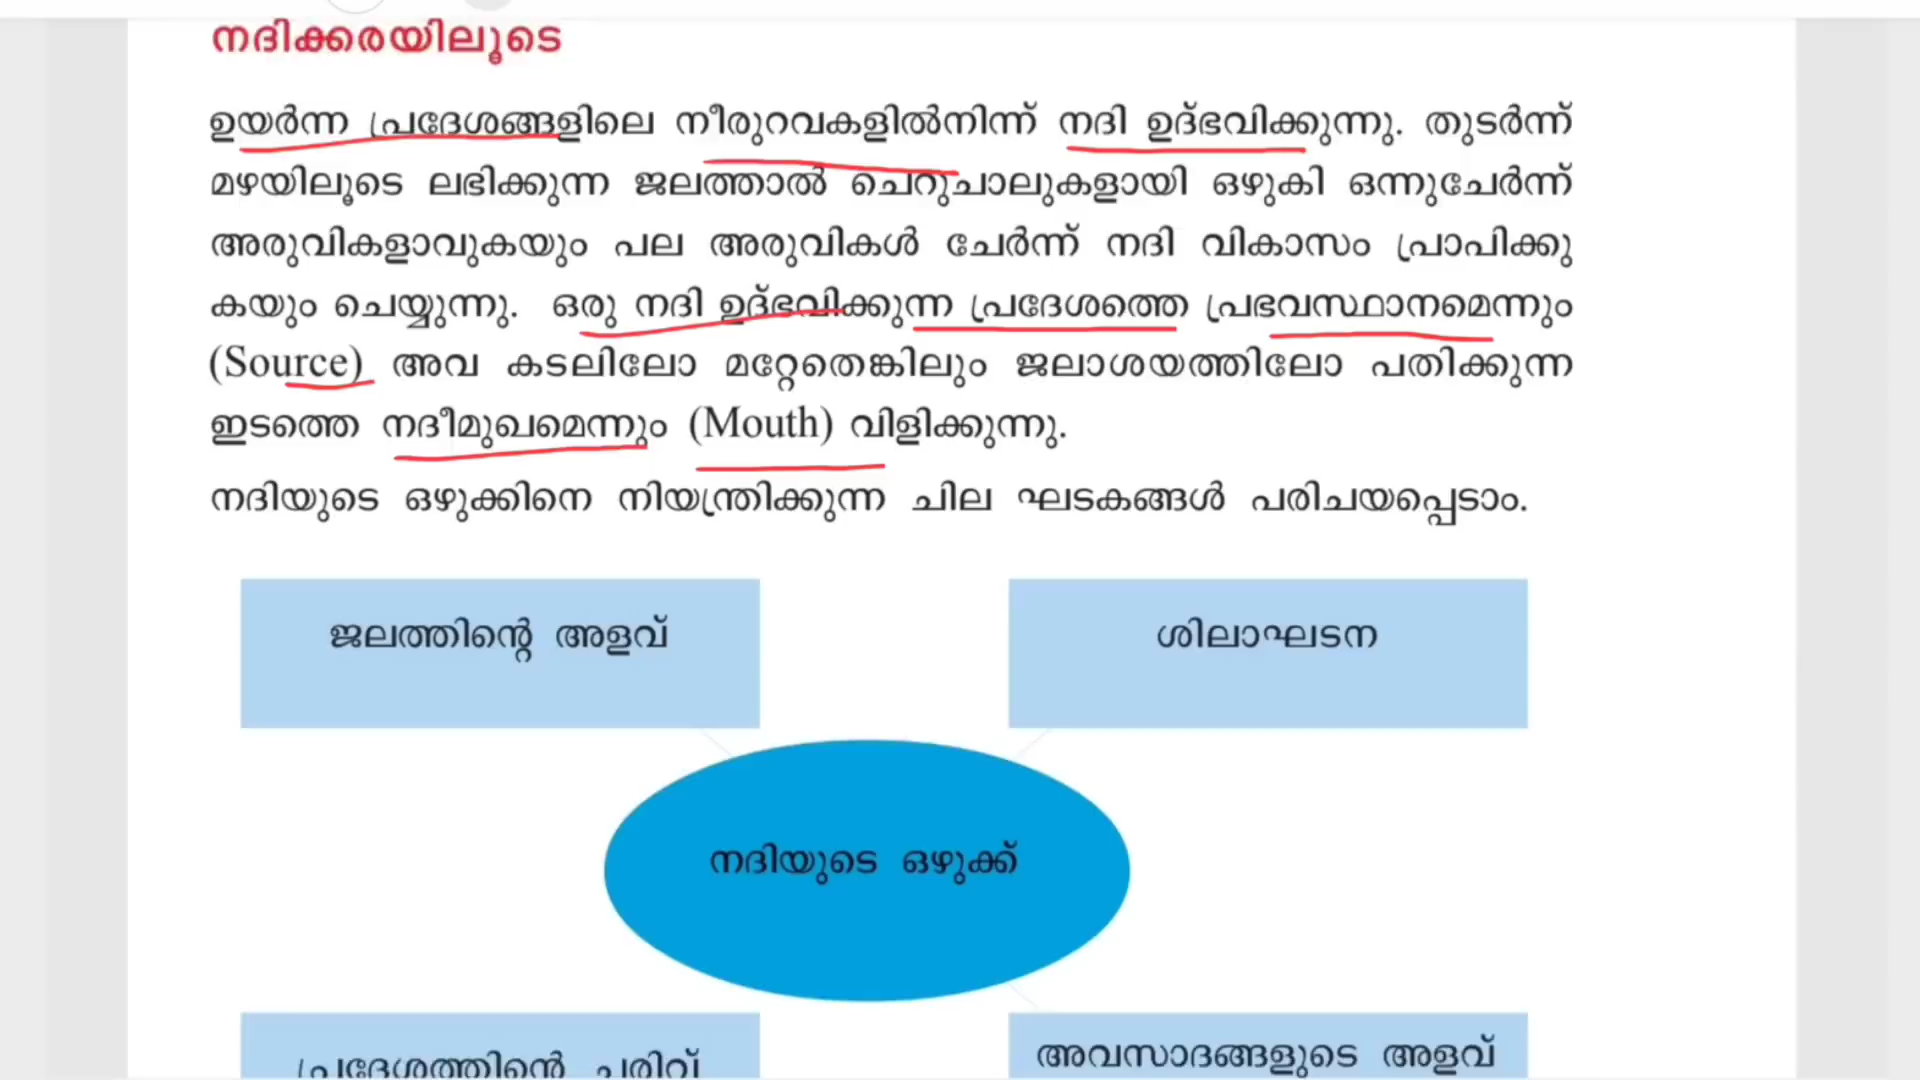 നദിക്കരയിലൂടെ
ഉയർന്ന പ്രദേശങ്ങളിലെ നീരുറവകളിൽനിന്ന് നദി ഉദ്ഭവിക്കുന്നു. തുടർന്ന്
മഴയിലൂടെ ലഭിക്കുന്ന ജലത്താൽ ചെറുചാലുകളായി ഒഴുകി ഒന്നുചേർന്ന്
അരുവികളാവുകയും പല അരുവികൾ ചേർന്ന് നദി വികാസം പ്രാപിക്കു
കയും ചെയ്യുന്നു. ഒരു നദി ഉദ്ഭവിക്കുന്ന പ്രദേശത്തെ പ്രഭവസ്ഥാനമെന്നും
(Source) അവ കടലിലോ മറ്റേതെങ്കിലും ജലാശയത്തിലോ പതിക്കുന്ന
ഇടത്തെ നദീമുഖമെന്നും (Mouth) വിളിക്കുന്നു.
നദിയുടെ ഒഴുക്കിനെ നിയന്ത്രിക്കുന്ന ചില ഘടകങ്ങൾ പരിചയപ്പെടാം.
ജലത്തിന്റെ അളവ്
ശിലാഘടന
നദിയുടെ ഒഴുക്ക്
പ്രദേശത്തിന്റെ ചരിവ്
അവസാദങ്ങളുടെ അളവ്